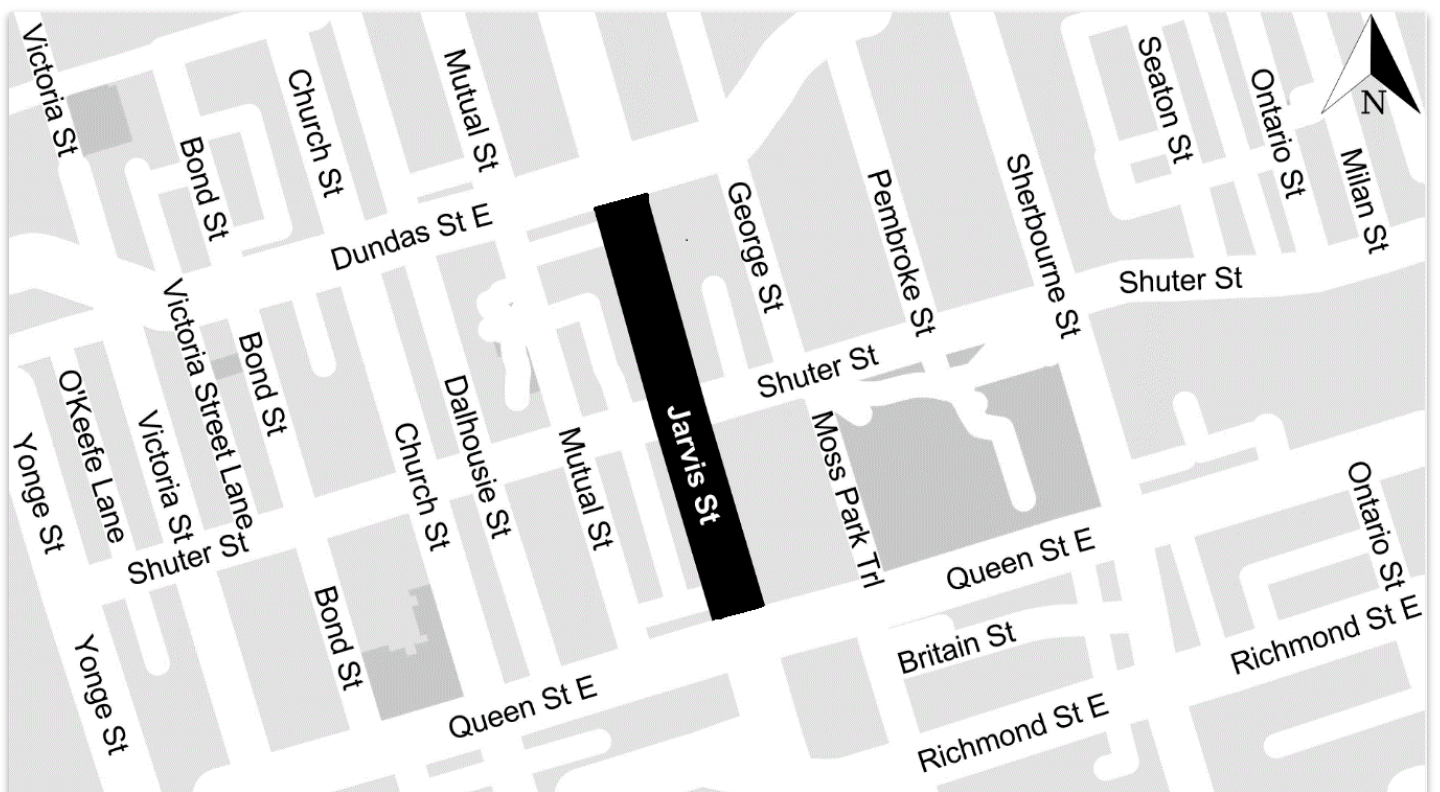 Victoria St
Bond St
Church St
Mutual St
Seaton St
Ontario St
Milan St
N
Dundas St E
George St
Pembroke St
Sherbourne St
Shuter St
Victoria Street Lane
Bond St
O'Keefe Lane
Victoria St
Yonge St
Church St
Dalhousie St
Mutual St
Jarvis St
Shuter St
Moss Park Trl
Shuter St
Queen St E
Ontario St
Bond St
Yonge St
Queen St E
Britain St
Richmond St E
Richmond St E